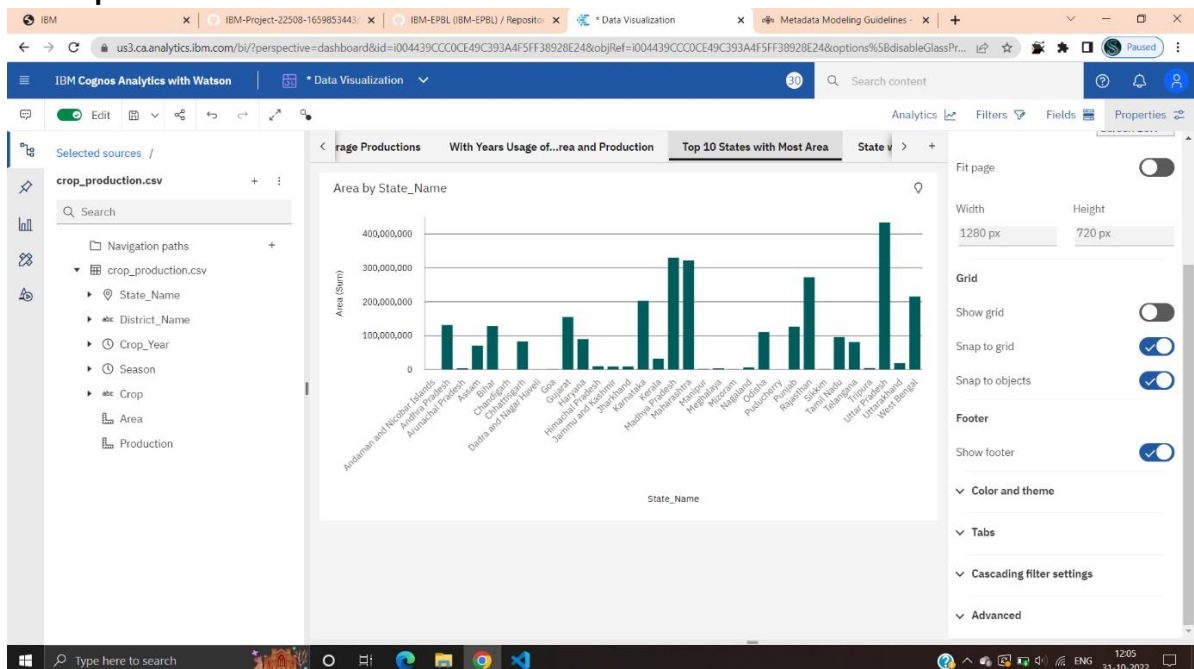 IBM
IBM-Project-22508-1659853443/
IBM-EPBL (IBM-EPBL) / Repositor
* Data Visualization
Metadata Modeling Guidelines -
us3.ca.analytics.ibm.com/bi/?perspective=dashboard&id=i004439CCC0CE49C393A4F5FF38928E24&objRef=i004439CCC0CE49C393A4F5FF38928E24&options%5BdisableGlassPr...
Paused
IBM Cognos Analytics with Watson
* Data Visualization
30
Search content
Edit
Analytics
Filters
Fields
Properties
Selected sources /
crop_production.csv
Search
Navigation paths
crop_production.csv
State_Name
abc District_Name
Crop_Year
Season
abc Crop
Area
Production
rage Productions
With Years Usage of...rea and Production
Top 10 States with Most Area
State
Area by State_Name
Area (Sum)
400,000,000
300,000,000
200,000,000
100,000,000
0
Andaman and Nicobar Islands
Andhra Pradesh
Arunachal Pradesh
Assam
Bihar
Chandigarh
Chhattisgarh
Dadra and Nagar Haveli
Goa
Gujarat
Haryana
Himachal Pradesh
Jammu and Kashmir
Jharkhand
Karnataka
Kerala
Madhya Pradesh
Maharashtra
Manipur
Meghalaya
Mizoram
Nagaland
Odisha
Puducherry
Punjab
Rajasthan
Sikkim
Tamil Nadu
Telangana
Tripura
Uttar Pradesh
Uttarakhand
West Bengal
State_Name
Fit page
Width
Height
1280 px
720 px
Grid
Show grid
Snap to grid
Snap to objects
Footer
Show footer
Color and theme
Tabs
Cascading filter settings
Advanced
Type here to search
ENG
12:05
31-10-2022